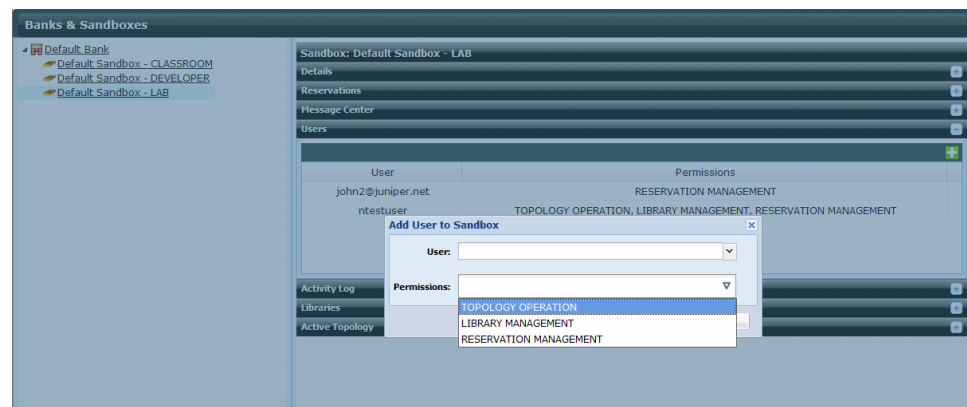 Banks & Sandboxes
Default Bank
Default Sandbox - CLASSROOM
Default Sandbox - DEVELOPER
Default Sandbox - LAB
Sandbox: Default Sandbox - LAB
Details
Reservations
Message Center
Users
User Permissions
john2@juniper.net RESERVATION MANAGEMENT
ntestuser TOPOLOGY OPERATION, LIBRARY MANAGEMENT, RESERVATION MANAGEMENT
Add User to Sandbox
User:
Permissions:
TOPOLOGY OPERATION
LIBRARY MANAGEMENT
RESERVATION MANAGEMENT
Activity Log
Libraries
Active Topology